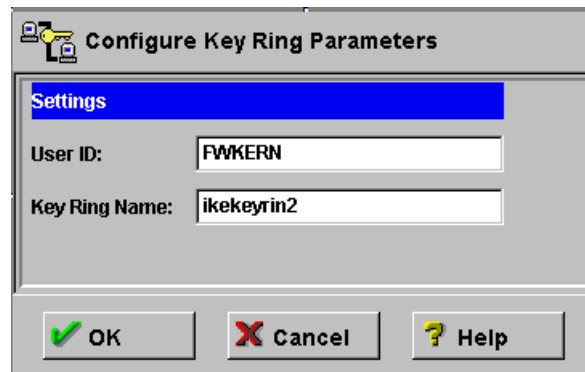 Configure Key Ring Parameters
Settings
User ID: FWKERN
Key Ring Name: ikekeyrin2
OK Cancel Help